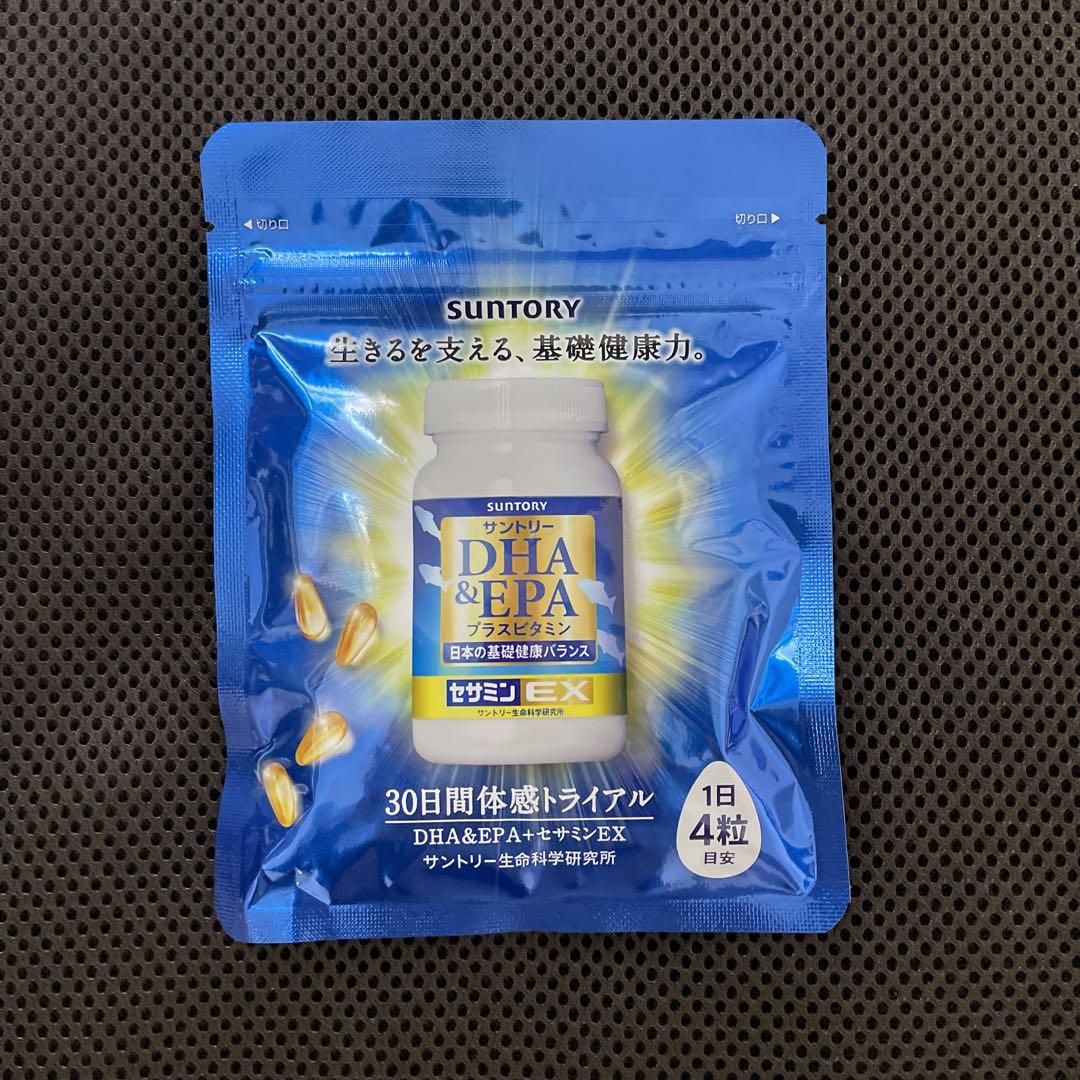 ◀切り口
切り口▶
SUNTORY
生きるを支える、基礎健康力。
SUNTORY
サントリー
DHA
&EPA
プラスビタミン
日本の基礎健康バランス
セサミンEX
サントリー生命科学研究所
30日間体感トライアル
DHA&EPA+セサミンEX
サントリー生命科学研究所
1日
4粒
目安